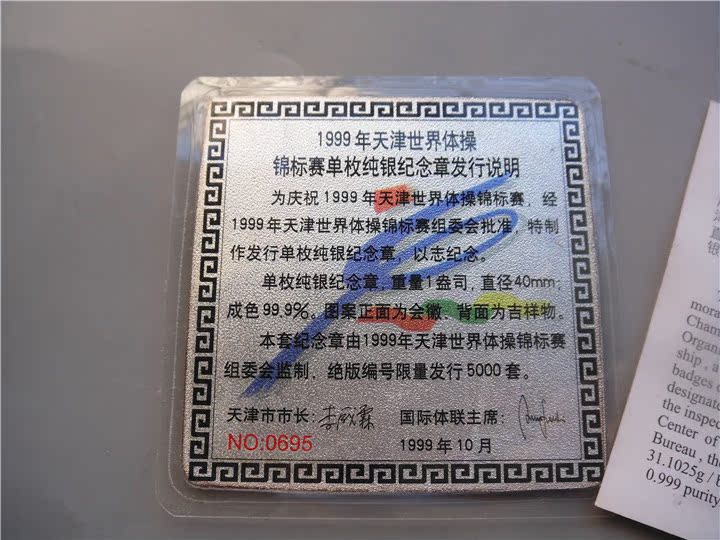 1999年天津世界体操
锦标赛单枚纯银纪念章发行说明
为庆祝1999年天津世界体操锦标赛，经
1999年天津世界体操锦标赛组委会批准，特制
作发行单枚纯银纪念章，以志纪念。
单枚纯银纪念章，重量1盎司，直径40mm；
成色99.9%。图案正面为会徽、背面为吉祥物。
本套纪念章由1999年天津世界体操锦标赛
组委会监制，绝版编号限量发行5000套。
天津市市长：李盛霖 国际体联主席：
NO:0695 1999年10月
银
mora
Cham
Organ
ship, a
badges
designate
the inspec
Center of
Bureau, the
31.1025g/b
0.999 purity